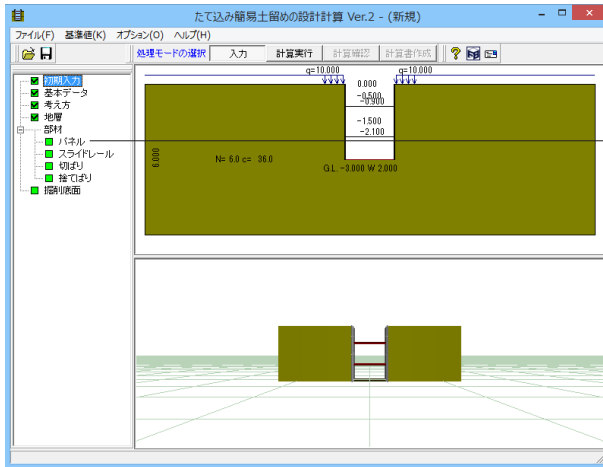 たて込み簡易土留めの設計計算 Ver.2 - (新規)
ファイル(F) 基準値(K) オプション(O) ヘルプ(H)
処理モードの選択 入力 計算実行 計算確認 計算書作成
初期入力
基本データ
考え方
地層
部材
パネル
スライドレール
切ばり
捨てばり
掘削底面
q=10.000 q=10.000
0.000
-0.500
-0.900
-1.500
-2.100
6.000
N= 6.0 c= 36.0
G.L. -3.000 W 2.000